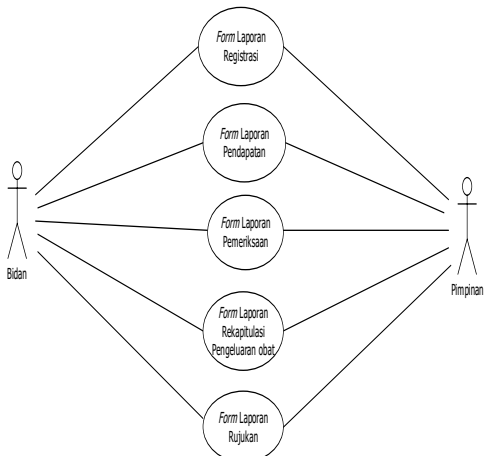 Form Laporan
Registrasi
Form Laporan
Pendapatan
Form Laporan
Pemeriksaan
Bidan
Pimpinan
Form Laporan
Rekapitulasi
Pengeluaran obat
Form Laporan
Rujukan